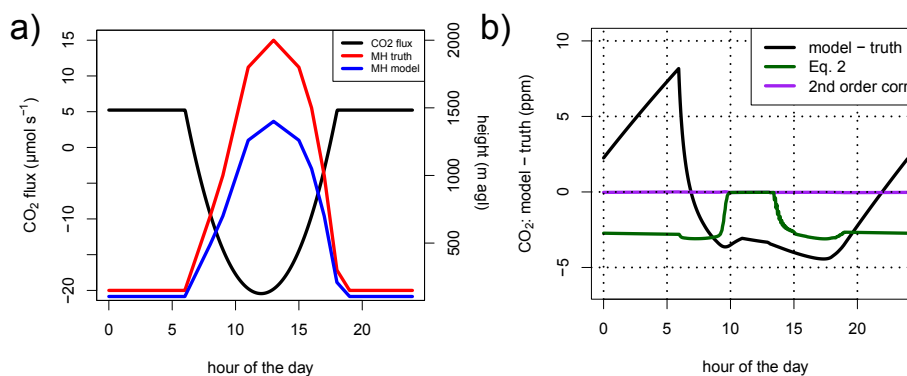 a)
CO2 flux
MH truth
MH model
15
10
5
0
−10
−20
CO2 flux (µmol s−1)
2000
1500
1000
500
height (m agl)
0 5 10 15 20
hour of the day
b)
model − truth
Eq. 2
2nd order corr
10
5
0
−5
CO2: model − truth (ppm)
0 5 10 15 20
hour of the day